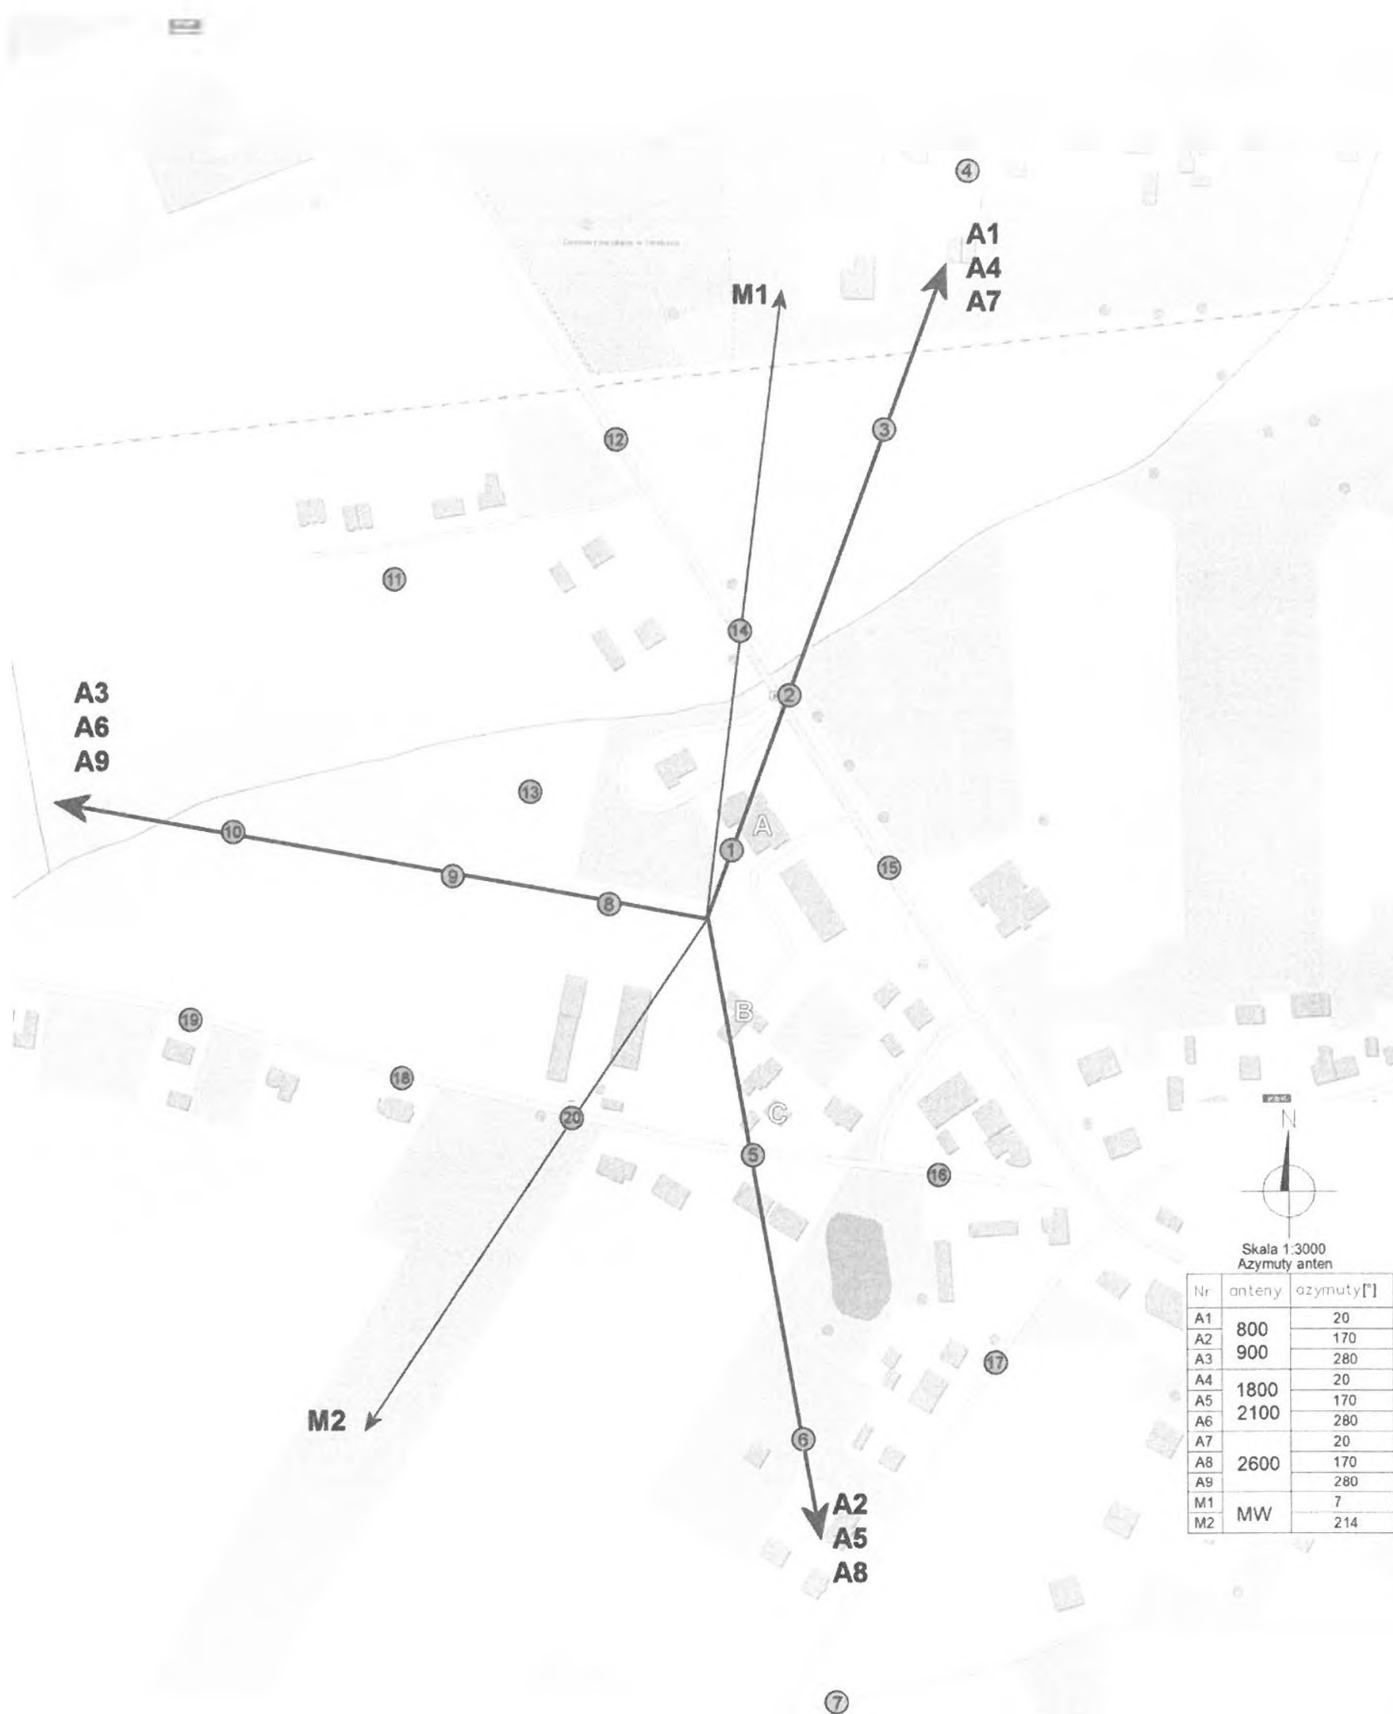 4
A1
A4
A7
M1
3
12
11
14
A3
A6
A9
2
13
10
A
1
9
15
8
B
19
18
C
20
5
16
N
Skala 1:3000
Azymuty anten
Nr anteny azymuty[°]
A1 800 900 20
A2 170
A3 280
A4 1800 2100 20
A5 170
A6 280
A7 2600 20
A8 170
A9 280
M1 MW 7
M2 214
17
M2
6
A2
A5
A8
7